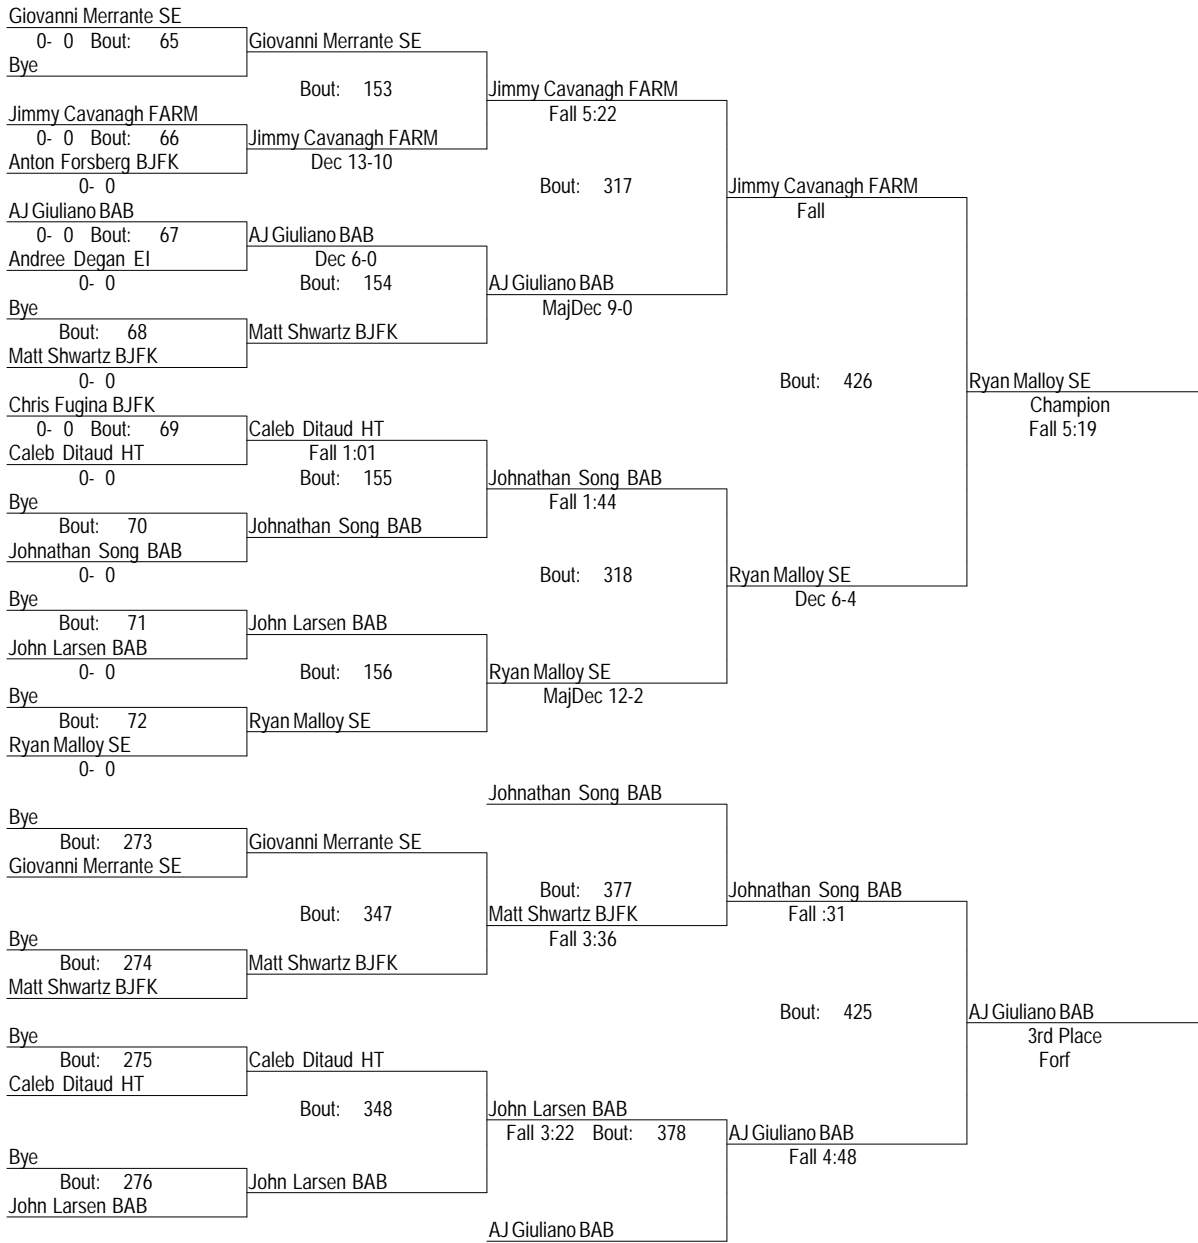 Giovanni Merrante SE
0- 0 Bout: 65 Giovanni Merrante SE
Bye
Bout: 153 Jimmy Cavanagh FARM
Jimmy Cavanagh FARM Fall 5:22
0- 0 Bout: 66 Jimmy Cavanagh FARM
Anton Forsberg BJFK Dec 13-10
0- 0 Bout: 317 Jimmy Cavanagh FARM
AJ Giuliano BAB Fall
0- 0 Bout: 67 AJ Giuliano BAB
Andree Degan EI Dec 6-0
0- 0 Bout: 154 AJ Giuliano BAB
Bye MajDec 9-0
Bout: 68 Matt Shwartz BJFK
Matt Shwartz BJFK
0- 0 Bout: 426 Ryan Malloy SE
Chris Fugina BJFK Champion
0- 0 Bout: 69 Caleb Ditaud HT Fall 5:19
Caleb Ditaud HT Fall 1:01
0- 0 Bout: 155 Johnathan Song BAB
Bye Fall 1:44
Bout: 70 Johnathan Song BAB
Johnathan Song BAB
0- 0 Bout: 318 Ryan Malloy SE
Bye Dec 6-4
Bout: 71 John Larsen BAB
John Larsen BAB
0- 0 Bout: 156 Ryan Malloy SE
Bye MajDec 12-2
Bout: 72 Ryan Malloy SE
Ryan Malloy SE
0- 0
Johnathan Song BAB
Bye
Bout: 273 Giovanni Merrante SE
Giovanni Merrante SE
Bout: 377 Johnathan Song BAB
Bout: 347 Matt Shwartz BJFK Fall :31
Bye Fall 3:36
Bout: 274 Matt Shwartz BJFK
Matt Shwartz BJFK
Bout: 425 AJ Giuliano BAB
Bye 3rd Place
Bout: 275 Caleb Ditaud HT Forf
Caleb Ditaud HT
Bout: 348 John Larsen BAB
Fall 3:22 Bout: 378 AJ Giuliano BAB
Bye Fall 4:48
Bout: 276 John Larsen BAB
John Larsen BAB
AJ Giuliano BAB